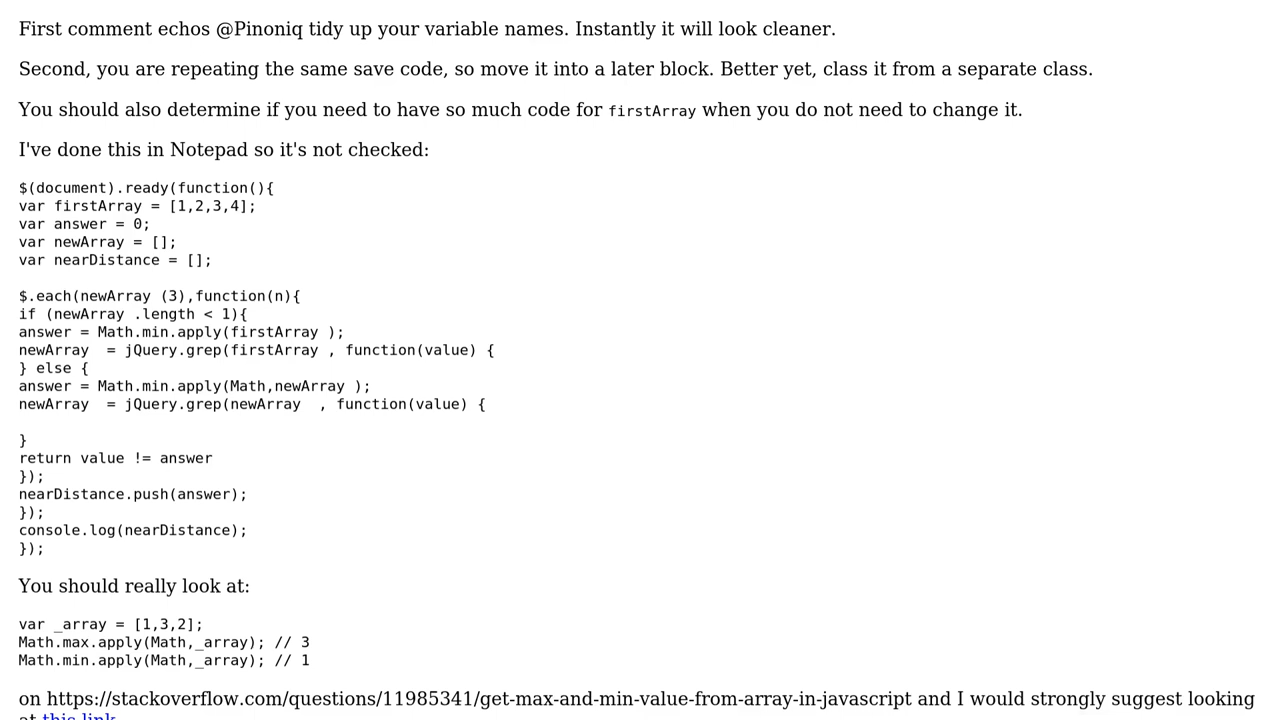 First comment echos @Pinoniq tidy up your variable names. Instantly it will look cleaner.
Second, you are repeating the same save code, so move it into a later block. Better yet, class it from a separate class.
You should also determine if you need to have so much code for firstArray when you do not need to change it.
I've done this in Notepad so it's not checked:
$(document).ready(function(){
var firstArray = [1,2,3,4];
var answer = 0;
var newArray = [];
var nearDistance = [];
$.each(newArray (3),function(n){
if (newArray .length < 1){
answer = Math.min.apply(firstArray );
newArray  = jQuery.grep(firstArray , function(value) {
} else {
answer = Math.min.apply(Math,newArray );
newArray  = jQuery.grep(newArray  , function(value) {
}
return value != answer
});
nearDistance.push(answer);
});
console.log(nearDistance);
});
You should really look at:
var _array = [1,3,2];
Math.max.apply(Math,_array); // 3
Math.min.apply(Math,_array); // 1
on https://stackoverflow.com/questions/11985341/get-max-and-min-value-from-array-in-javascript and I would strongly suggest looking
at this link